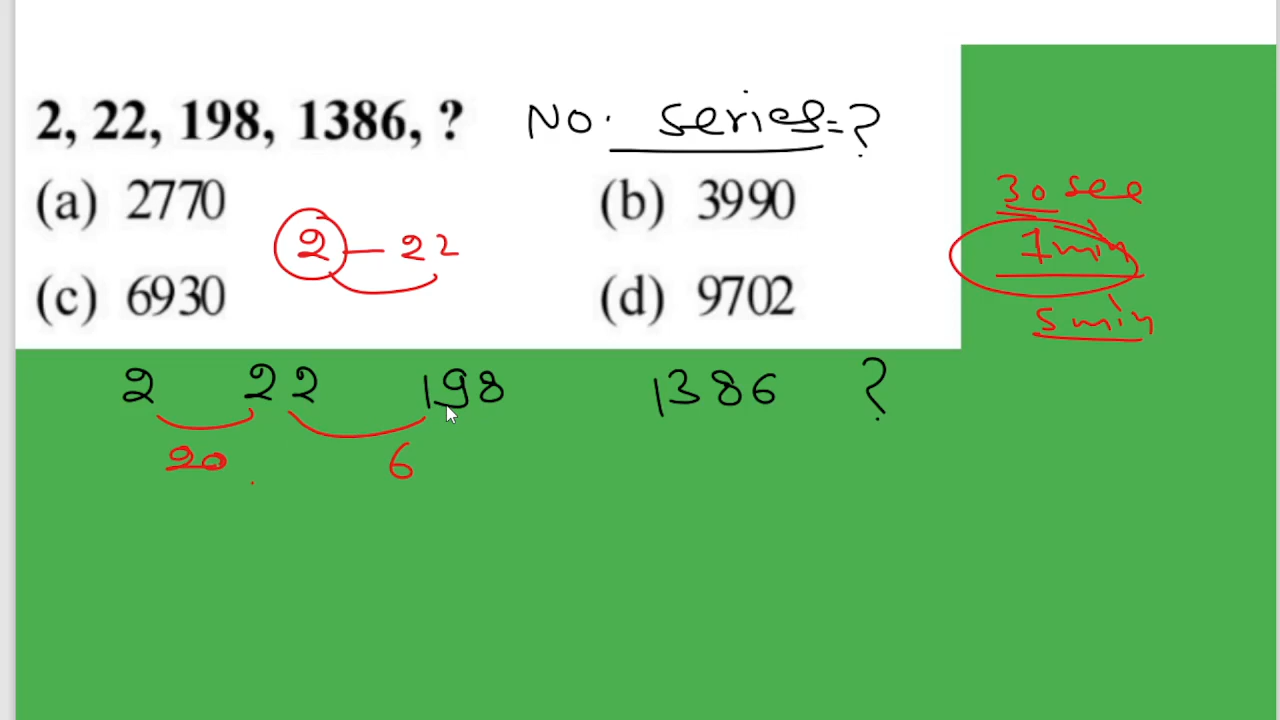 2, 22, 198, 1386, ? No. series=?
(a) 2770 (b) 3990
30 sec
2 — 22
1 min
(c) 6930 (d) 9702
5 min
2 22 198 1386 ?
20 6